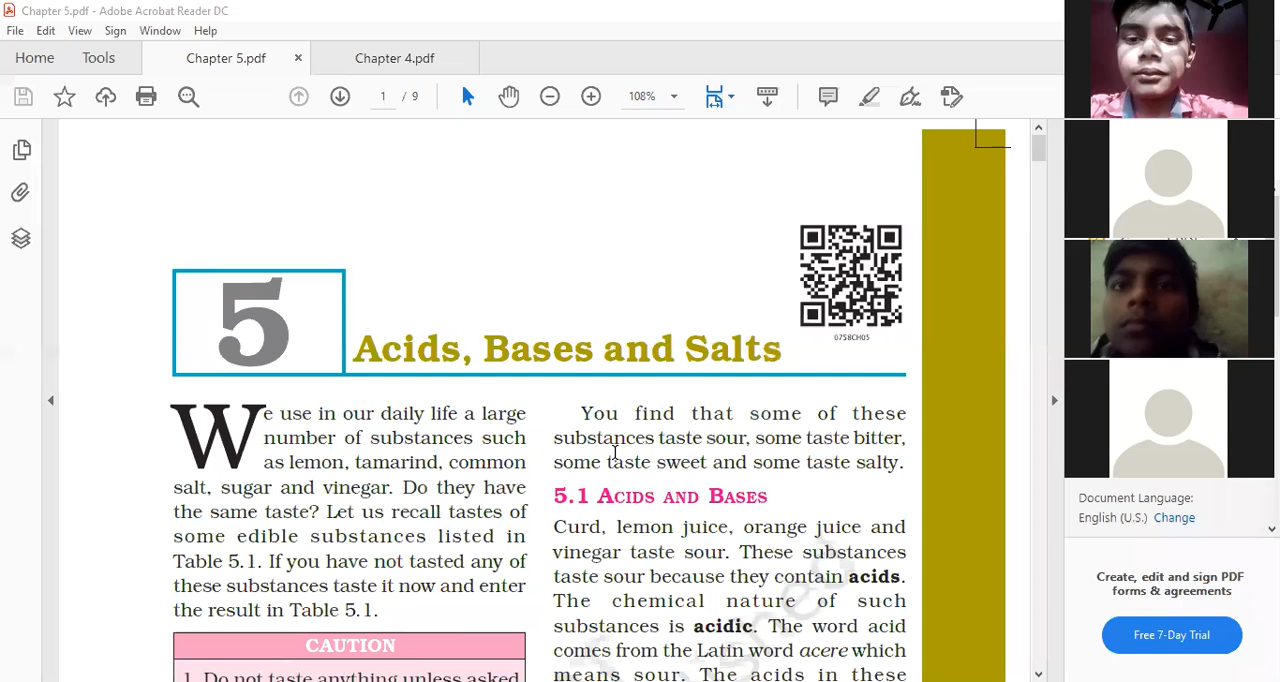 Chapter 5.pdf - Adobe Acrobat Reader DC
File Edit View Sign Window Help
Home Tools Chapter 5.pdf × Chapter 4.pdf
1 / 9 108%
0758CH05
5
Acids, Bases and Salts
We use in our daily life a large
number of substances such
as lemon, tamarind, common
salt, sugar and vinegar. Do they have
the same taste? Let us recall tastes of
some edible substances listed in
Table 5.1. If you have not tasted any of
these substances taste it now and enter
the result in Table 5.1.
CAUTION
1. Do not taste anything unless asked
You find that some of these
substances taste sour, some taste bitter,
some taste sweet and some taste salty.
5.1 ACIDS AND BASES
Curd, lemon juice, orange juice and
vinegar taste sour. These substances
taste sour because they contain acids.
The chemical nature of such
substances is acidic. The word acid
comes from the Latin word acere which
means sour. The acids in these
Document Language:
English (U.S.) Change
Create, edit and sign PDF
forms & agreements
Free 7-Day Trial